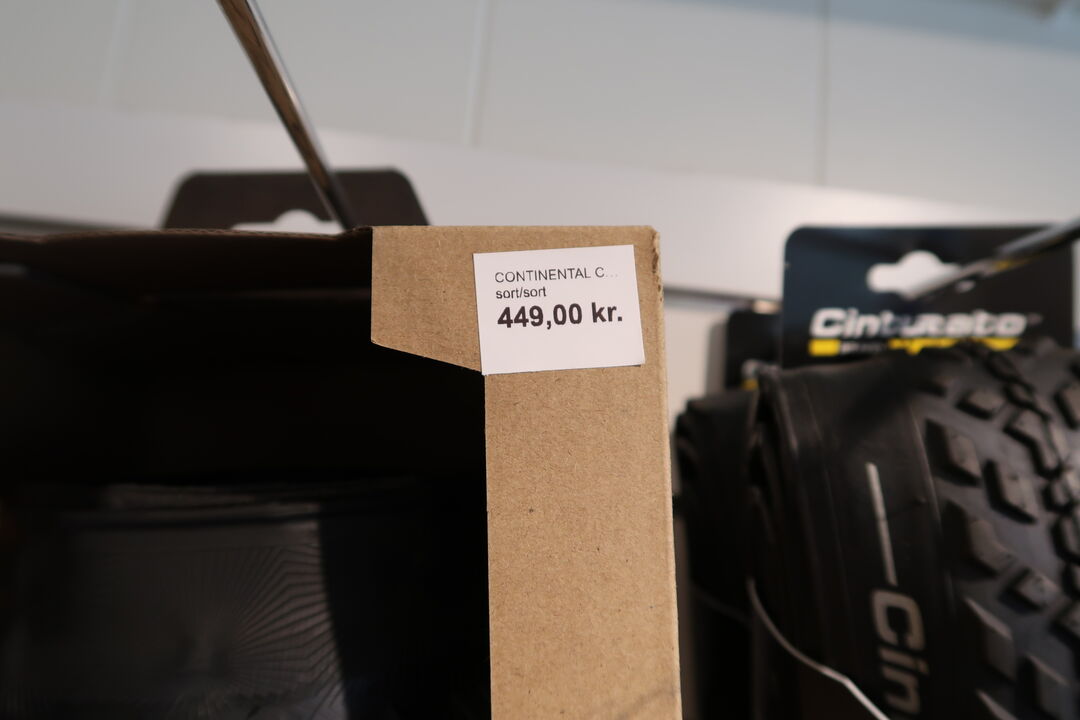 CONTINENTAL C...
sort/sort
449,00 kr.
Cinturato
Cin